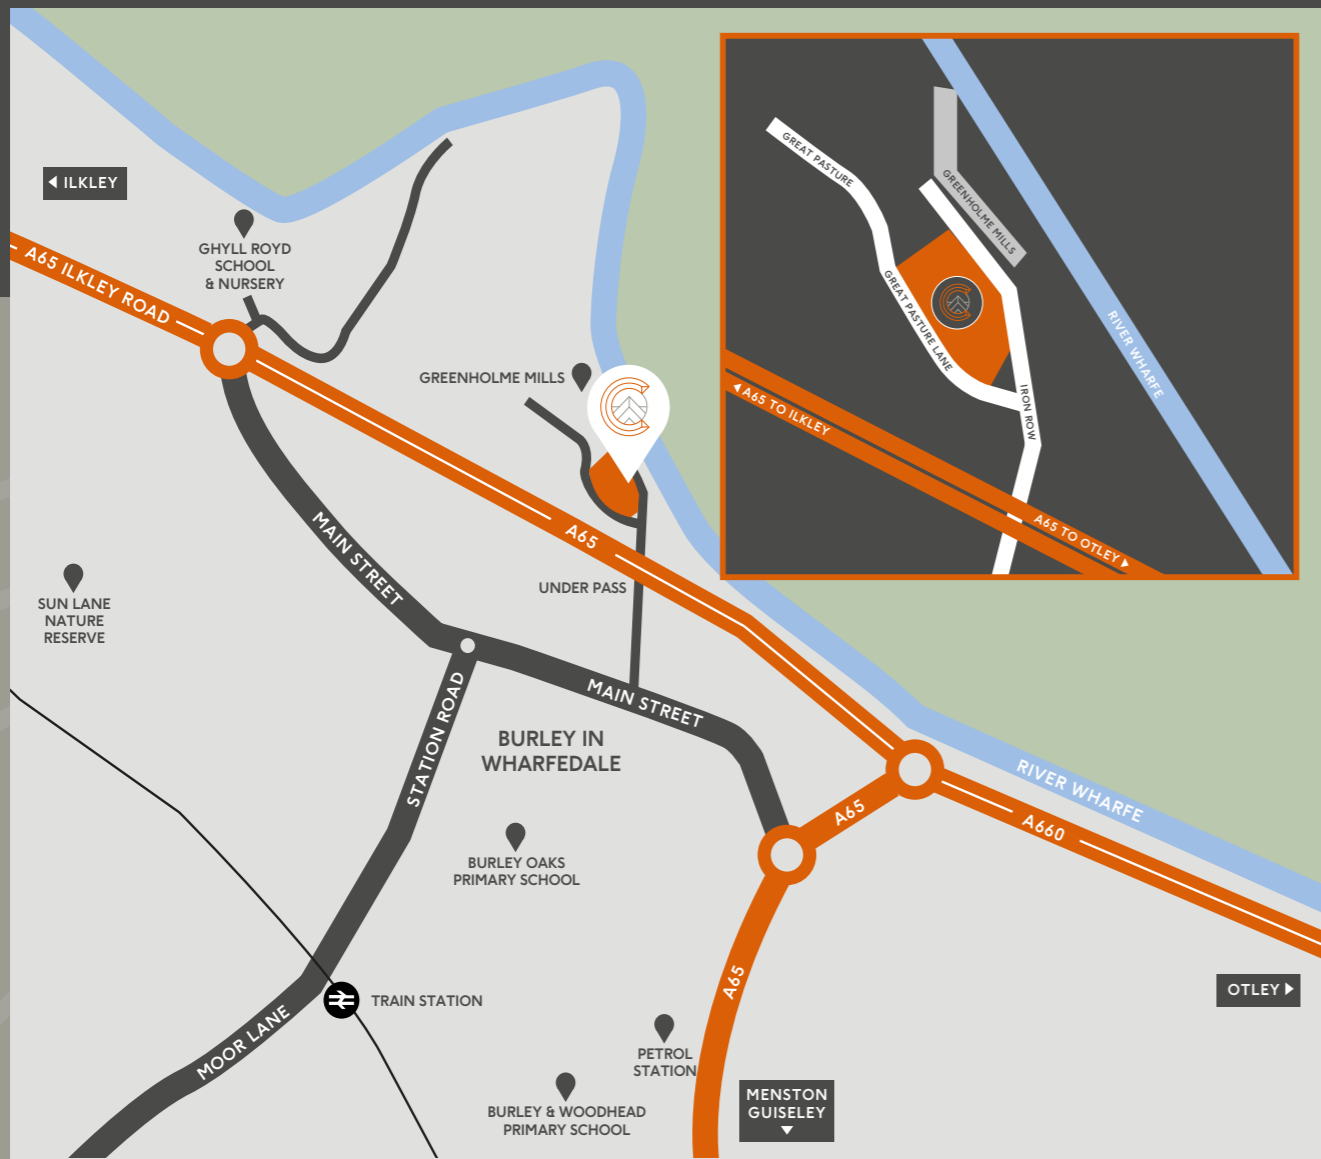 ILKLEY
GHYLL ROYD
SCHOOL
& NURSERY
A65 ILKLEY ROAD
GREENHOLME MILLS
A65
UNDER PASS
MAIN STREET
SUN LANE
NATURE
RESERVE
STATION ROAD
MAIN STREET
BURLEY IN
WHARFEDALE
BURLEY OAKS
PRIMARY SCHOOL
A65
A660
RIVER WHARFE
A65
OTLEY
TRAIN STATION
MOOR LANE
PETROL
STATION
BURLEY & WOODHEAD
PRIMARY SCHOOL
MENSTON
GUISELEY
GREAT PASTURE
GREENHOLME MILLS
GREAT PASTURE LANE
IRON ROW
RIVER WHARFE
A65 TO ILKLEY
A65 TO OTLEY